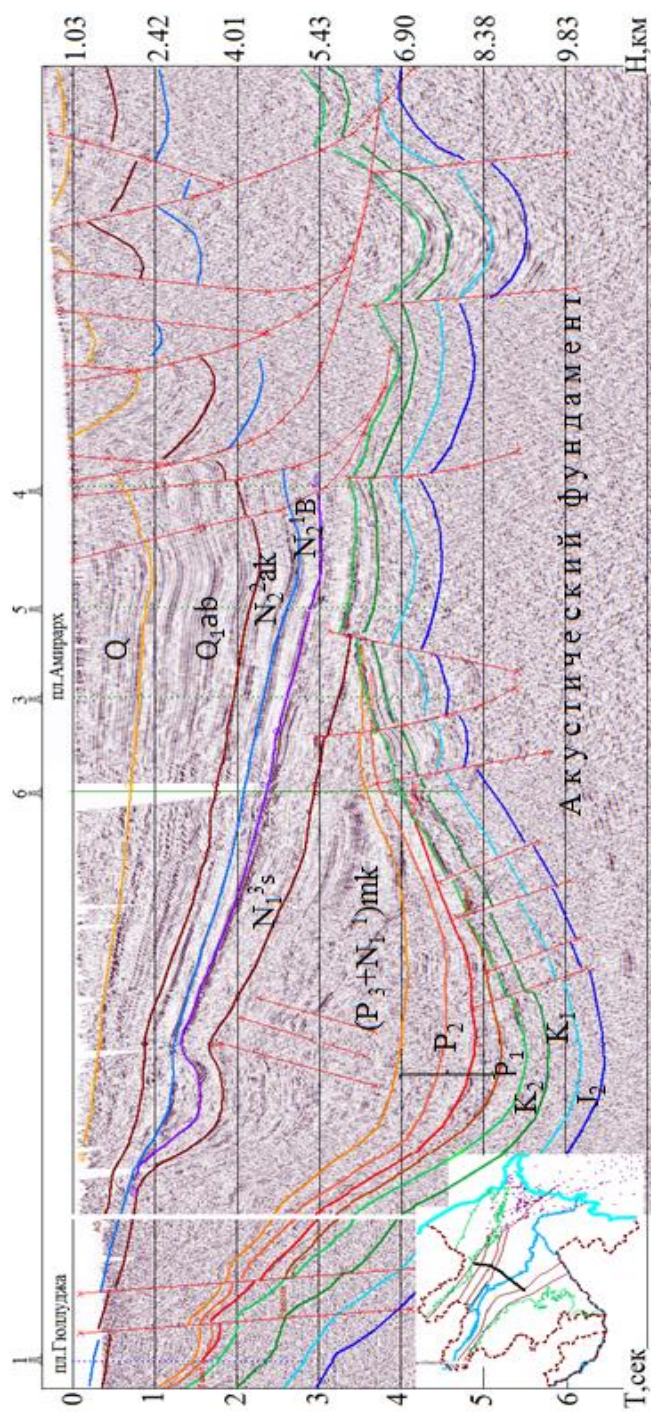 1.03 2.42 4.01 5.43 6.90 8.38 9.83 Н,км
пл.Гюллуджа
пл.Амирарх
1 6 3 5 4
Q
Q₁ab
N₂²ak
N₂¹B
N₁³s
(P₃+N₁¹)mk
P₂
P₁
K₂
K₁
J₂
Акустический фундамент
0 1 2 3 4 5 6 Т,сек